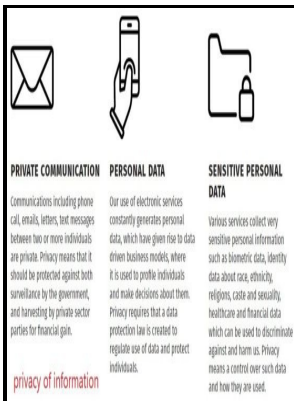 PRIVATE COMMUNICATION
Communications including phone
call, emails, letters, text messages
between two or more individuals
are private. Privacy means that it
should be protected against both
surveillance by the government,
and harvesting by private sector
parties for financial gain.
PERSONAL DATA
Our use of electronic services
constantly generates personal
data, which have given rise to data
driven business models, where
it is used to profile individuals
and make decisions about them.
Privacy requires that a data
protection law is created to
regulate use of data and protect
individuals.
SENSITIVE PERSONAL
DATA
Various services collect very
sensitive personal information
such as biometric data, identity
data about race, ethnicity,
religions, caste and sexuality,
healthcare and financial data
which can be used to discriminate
against and harm us. Privacy
means a control over such data
and how they are used.
privacy of information